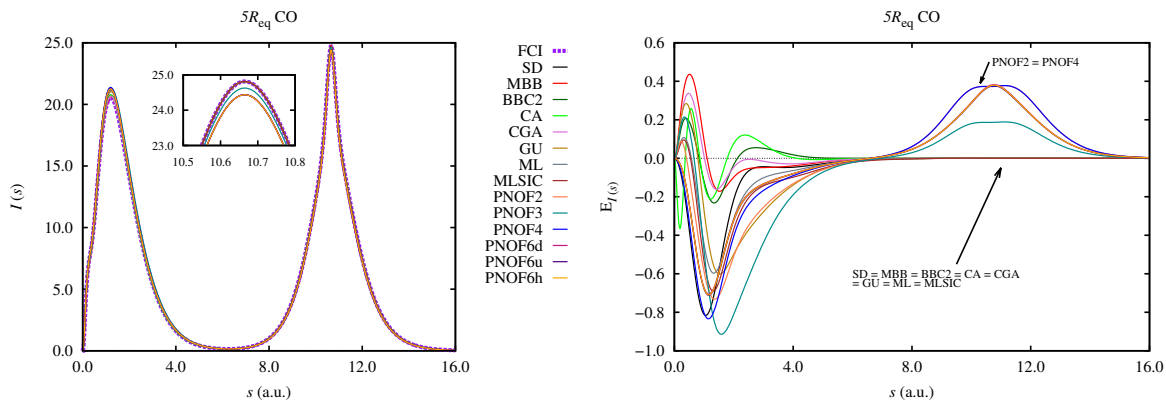 5R_eq CO
25.0
20.0
15.0
10.0
5.0
0.0
I (s)
0.0 4.0 8.0 12.0 16.0
s (a.u.)
25.0
24.0
23.0
10.5 10.6 10.7 10.8
FCI
SD
MBB
BBC2
CA
CGA
GU
ML
MLSIC
PNOF2
PNOF3
PNOF4
PNOF6d
PNOF6u
PNOF6h
5R_eq CO
0.6
0.4
0.2
0.0
−0.2
−0.4
−0.6
−0.8
−1.0
E_I(s)
0.0 4.0 8.0 12.0 16.0
s (a.u.)
PNOF2 = PNOF4
SD = MBB = BBC2 = CA = CGA
= GU = ML = MLSIC